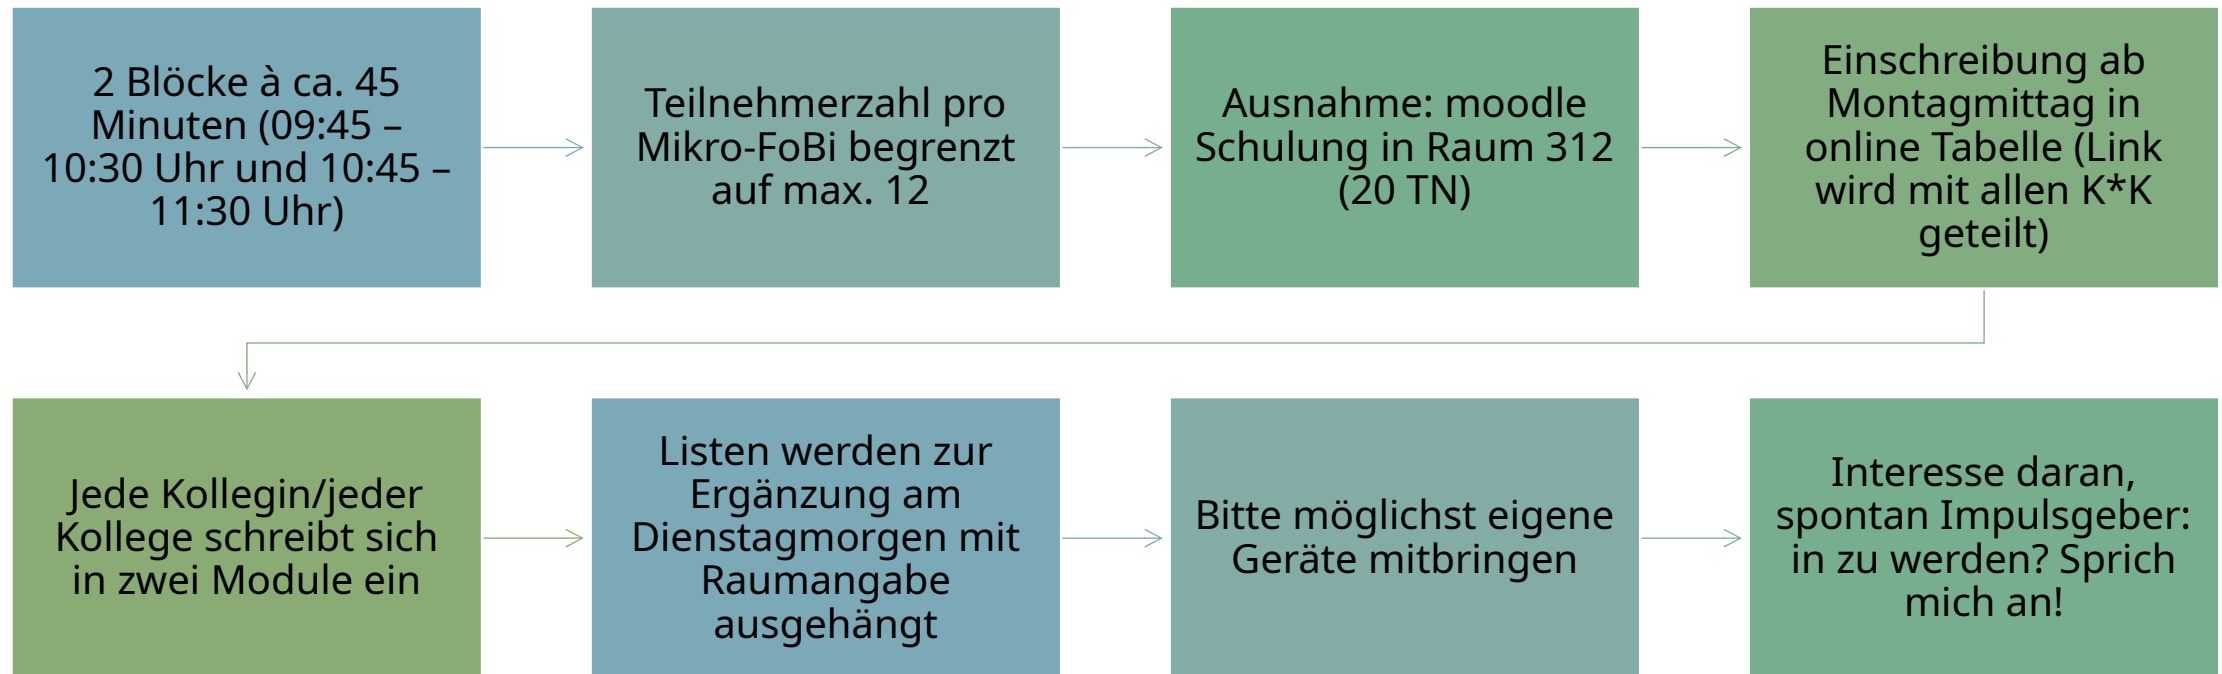 2 Blöcke à ca. 45
Minuten (09:45 –
10:30 Uhr und 10:45 –
11:30 Uhr)
Teilnehmerzahl pro
Mikro-FoBi begrenzt
auf max. 12
Ausnahme: moodle
Schulung in Raum 312
(20 TN)
Einschreibung ab
Montagmittag in
online Tabelle (Link
wird mit allen K*K
geteilt)
Jede Kollegin/jeder
Kollege schreibt sich
in zwei Module ein
Listen werden zur
Ergänzung am
Dienstagmorgen mit
Raumangabe
ausgehängt
Bitte möglichst eigene
Geräte mitbringen
Interesse daran,
spontan Impulsgeber:
in zu werden? Sprich
mich an!